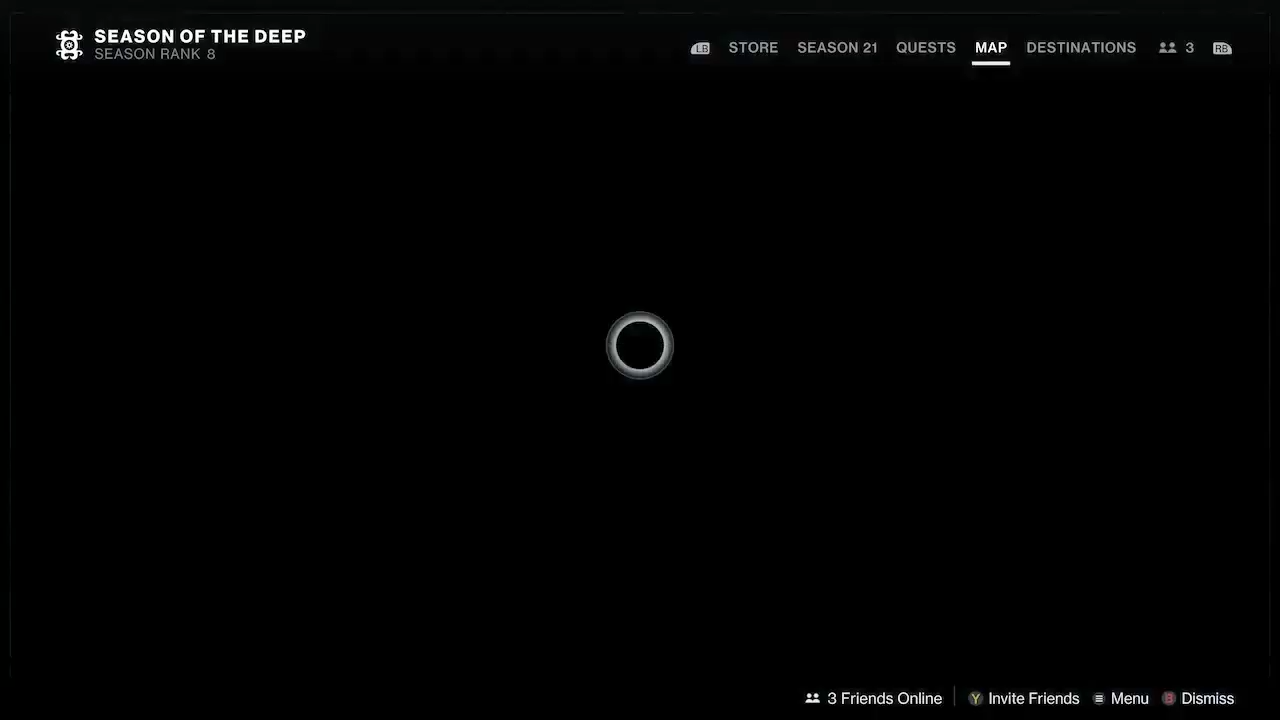 SEASON OF THE DEEP
SEASON RANK 8
LB STORE SEASON 21 QUESTS MAP DESTINATIONS 3 RB
3 Friends Online Y Invite Friends Menu B Dismiss